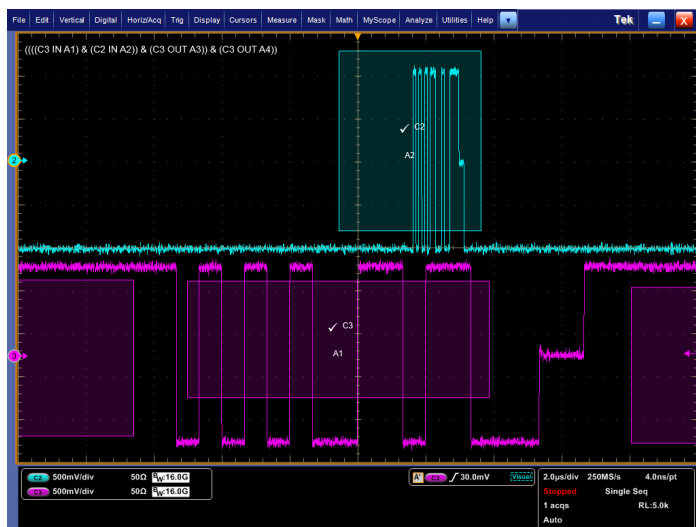 File Edit Vertical Digital Horiz/Acq Trig Display Cursors Measure Mask Math MyScope Analyze Utilities Help Tek X
((((C3 IN A1) & (C2 IN A2)) & (C3 OUT A3)) & (C3 OUT A4))
C2
2
A2
C3
3
A1
C2 500mV/div 50Ω BW:16.0G
C3 500mV/div 50Ω BW:16.0G
A' C3 30.0mV Visual
2.0µs/div 250MS/s 4.0ns/pt
Stopped Single Seq
1 acqs RL:5.0k
Auto